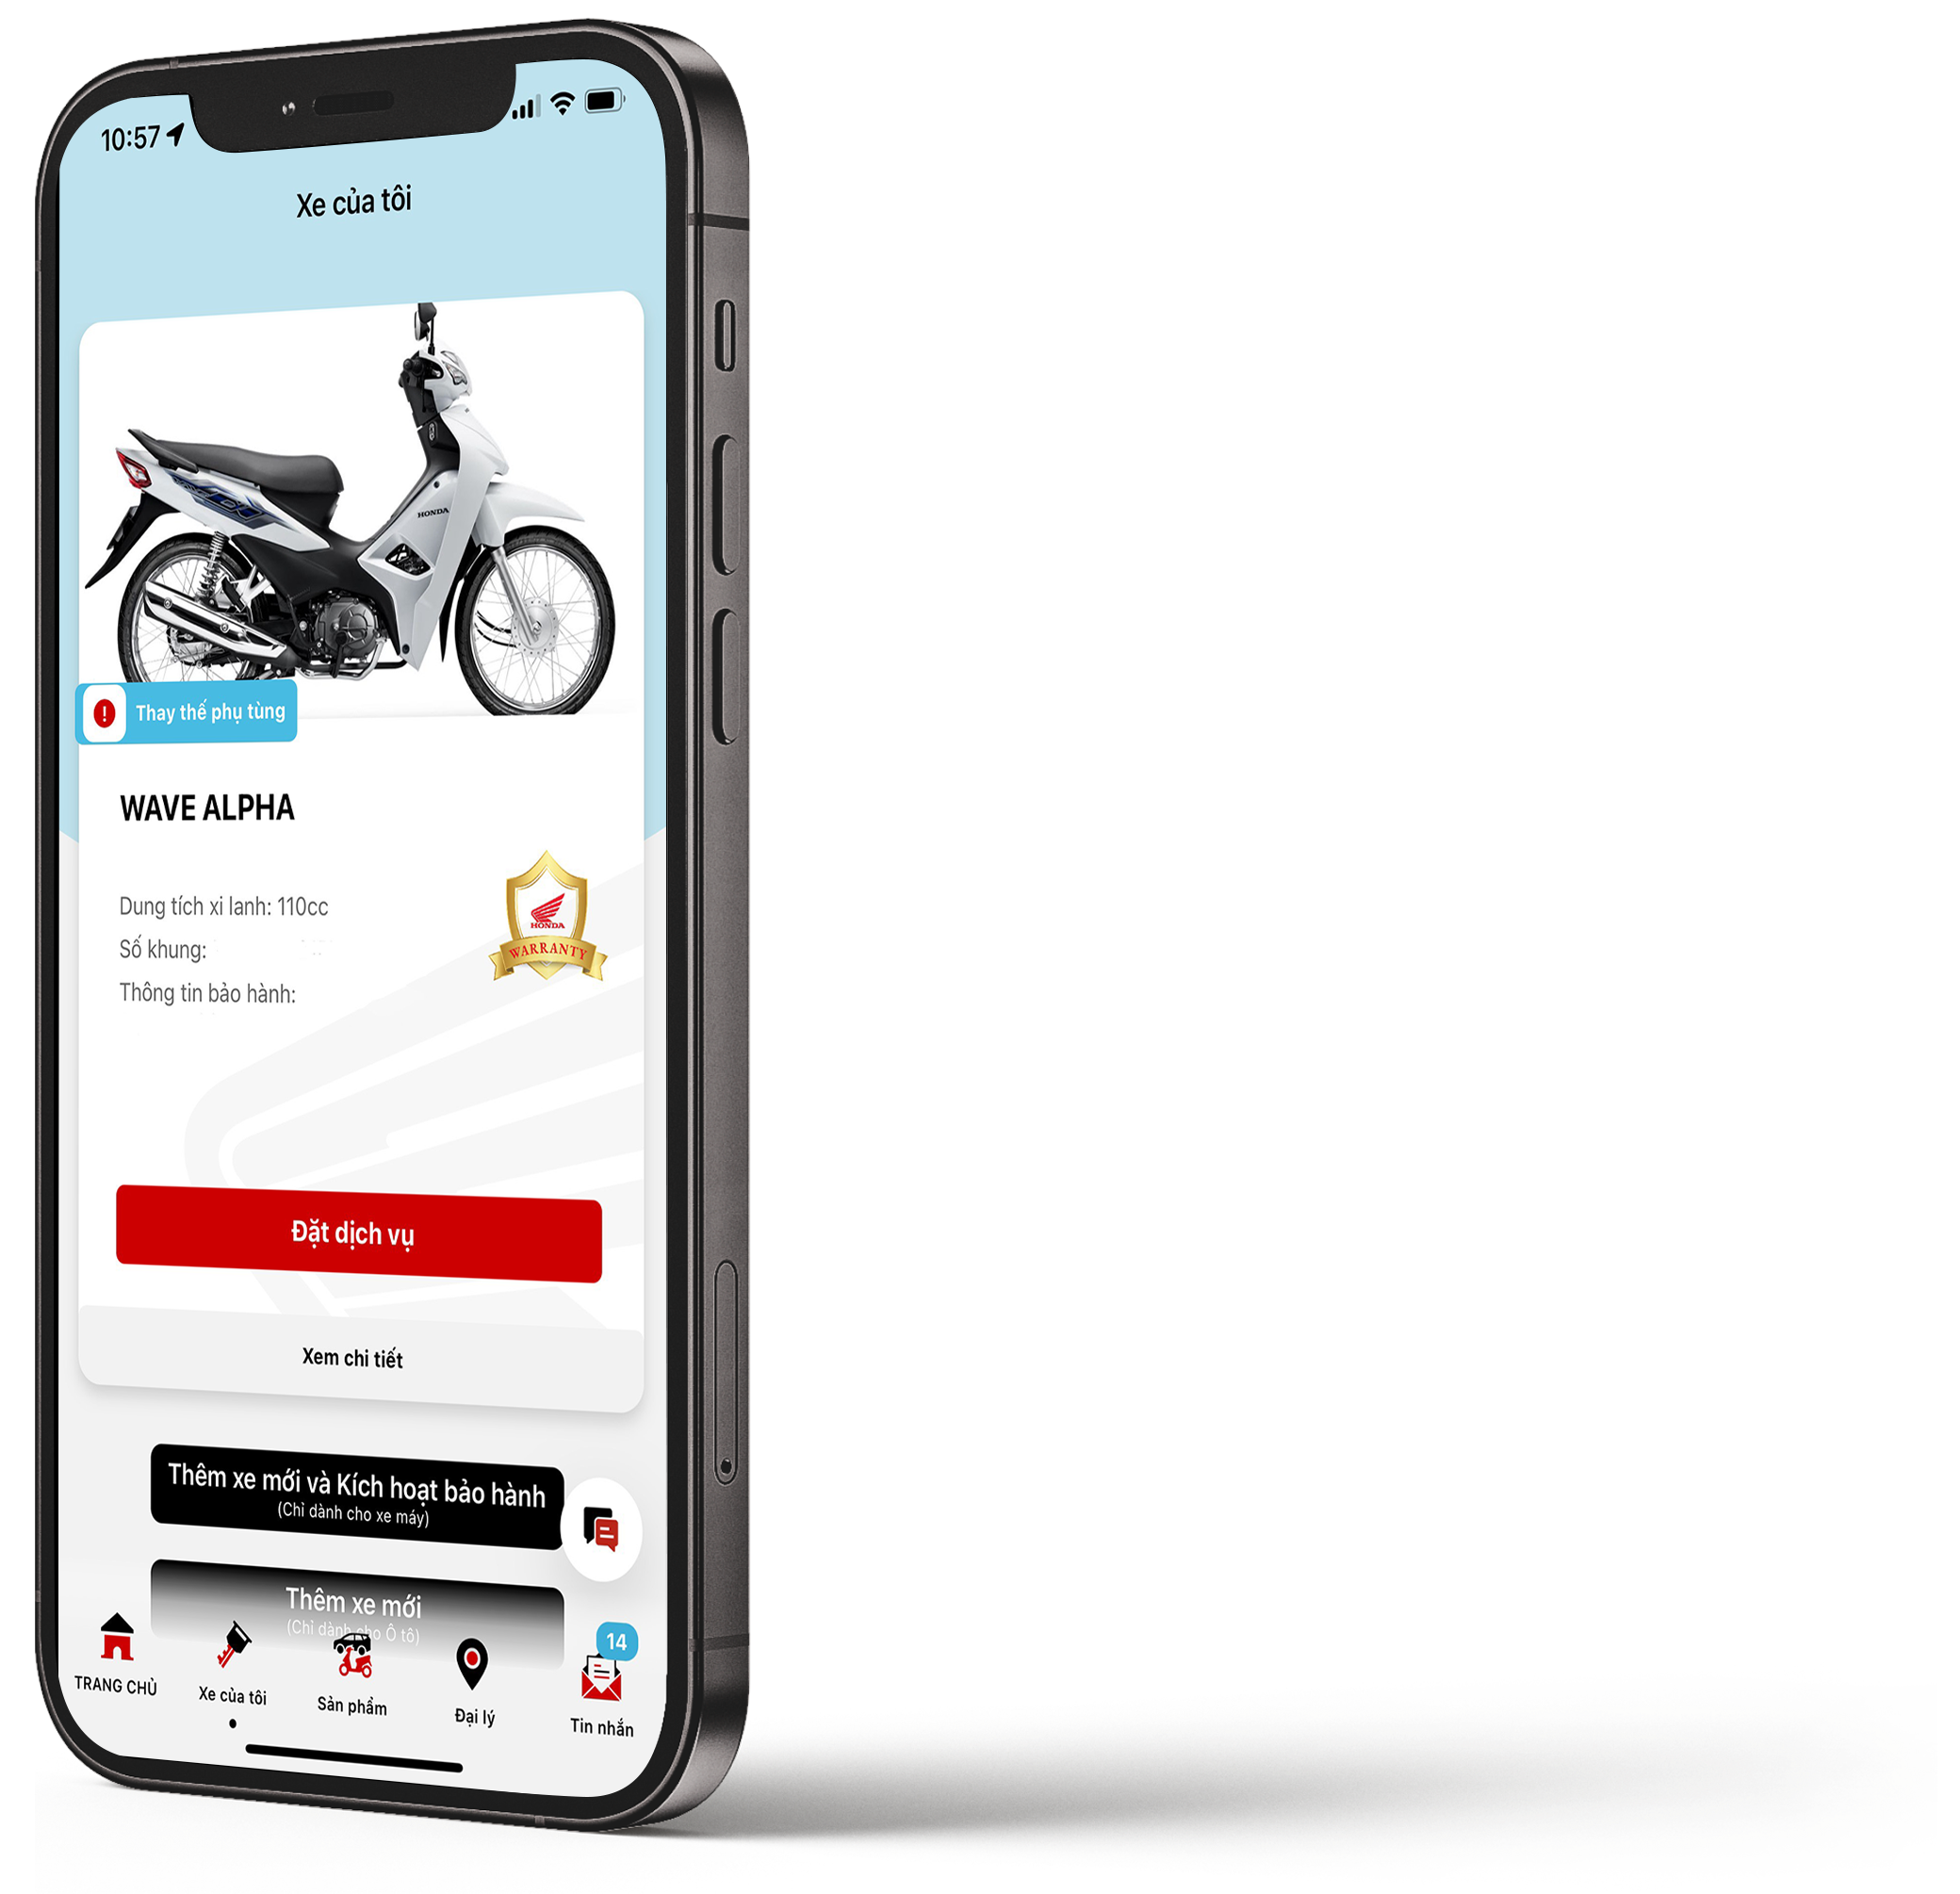 10:57
Xe của tôi
HONDA
Thay thế phụ tùng
WAVE ALPHA
Dung tích xi lanh: 110cc
Số khung:
Thông tin bảo hành:
HONDA
WARRANTY
Đặt dịch vụ
Xem chi tiết
Thêm xe mới và Kích hoạt bảo hành
(Chỉ dành cho xe máy)
Thêm xe mới
(Chỉ dành cho Ô tô)
14
TRANG CHỦ
Xe của tôi
Sản phẩm
Đại lý
Tin nhắn